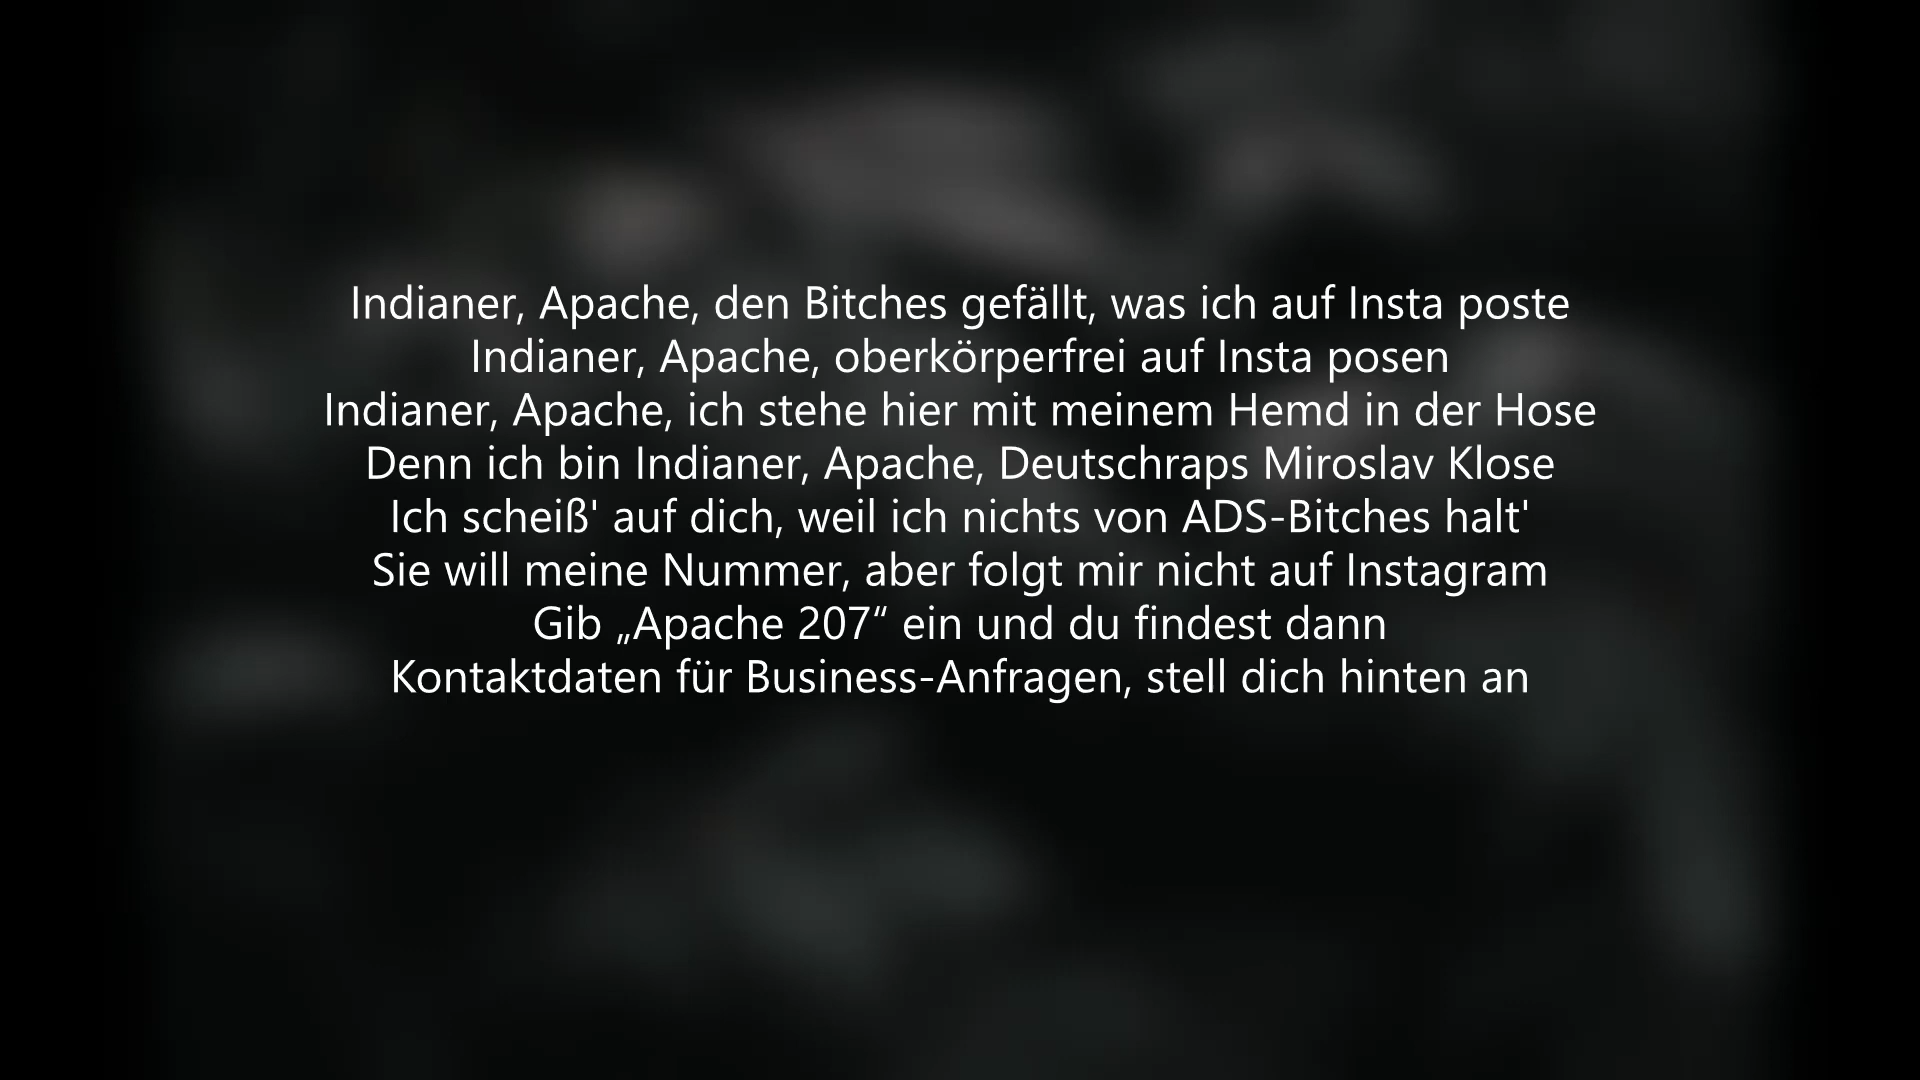 Indianer, Apache, den Bitches gefällt, was ich auf Insta poste
Indianer, Apache, oberkörperfrei auf Insta posen
Indianer, Apache, ich stehe hier mit meinem Hemd in der Hose
Denn ich bin Indianer, Apache, Deutschraps Miroslav Klose
Ich scheiß' auf dich, weil ich nichts von ADS-Bitches halt'
Sie will meine Nummer, aber folgt mir nicht auf Instagram
Gib „Apache 207“ ein und du findest dann
Kontaktdaten für Business-Anfragen, stell dich hinten an